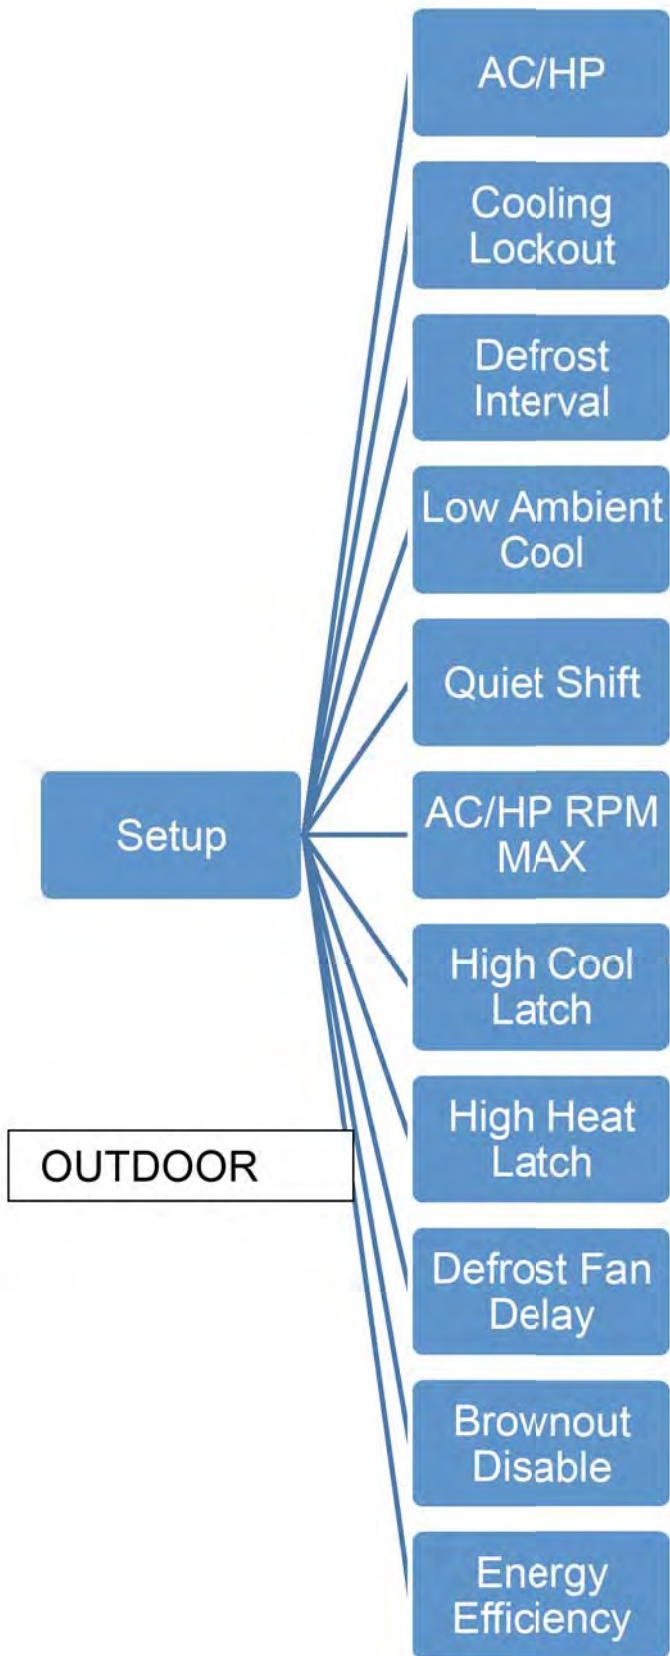 AC/HP
Cooling
Lockout
Defrost
Interval
Low Ambient
Cool
Quiet Shift
Setup
AC/HP RPM
MAX
High Cool
Latch
High Heat
Latch
OUTDOOR
Defrost Fan
Delay
Brownout
Disable
Energy
Efficiency